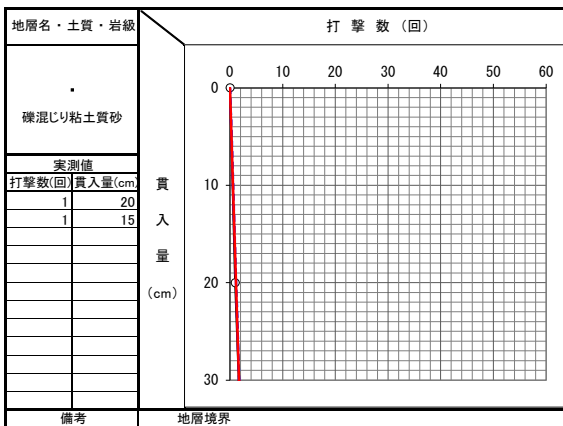 地層名・土質・岩級
打 撃 数 (回)
・
礫混じり粘土質砂
実測値
打撃数(回) 貫入量(cm)
1 20
1 15
貫
入
量
(cm)
0 10 20 30 40 50 60
0
10
20
30
備考
地層境界